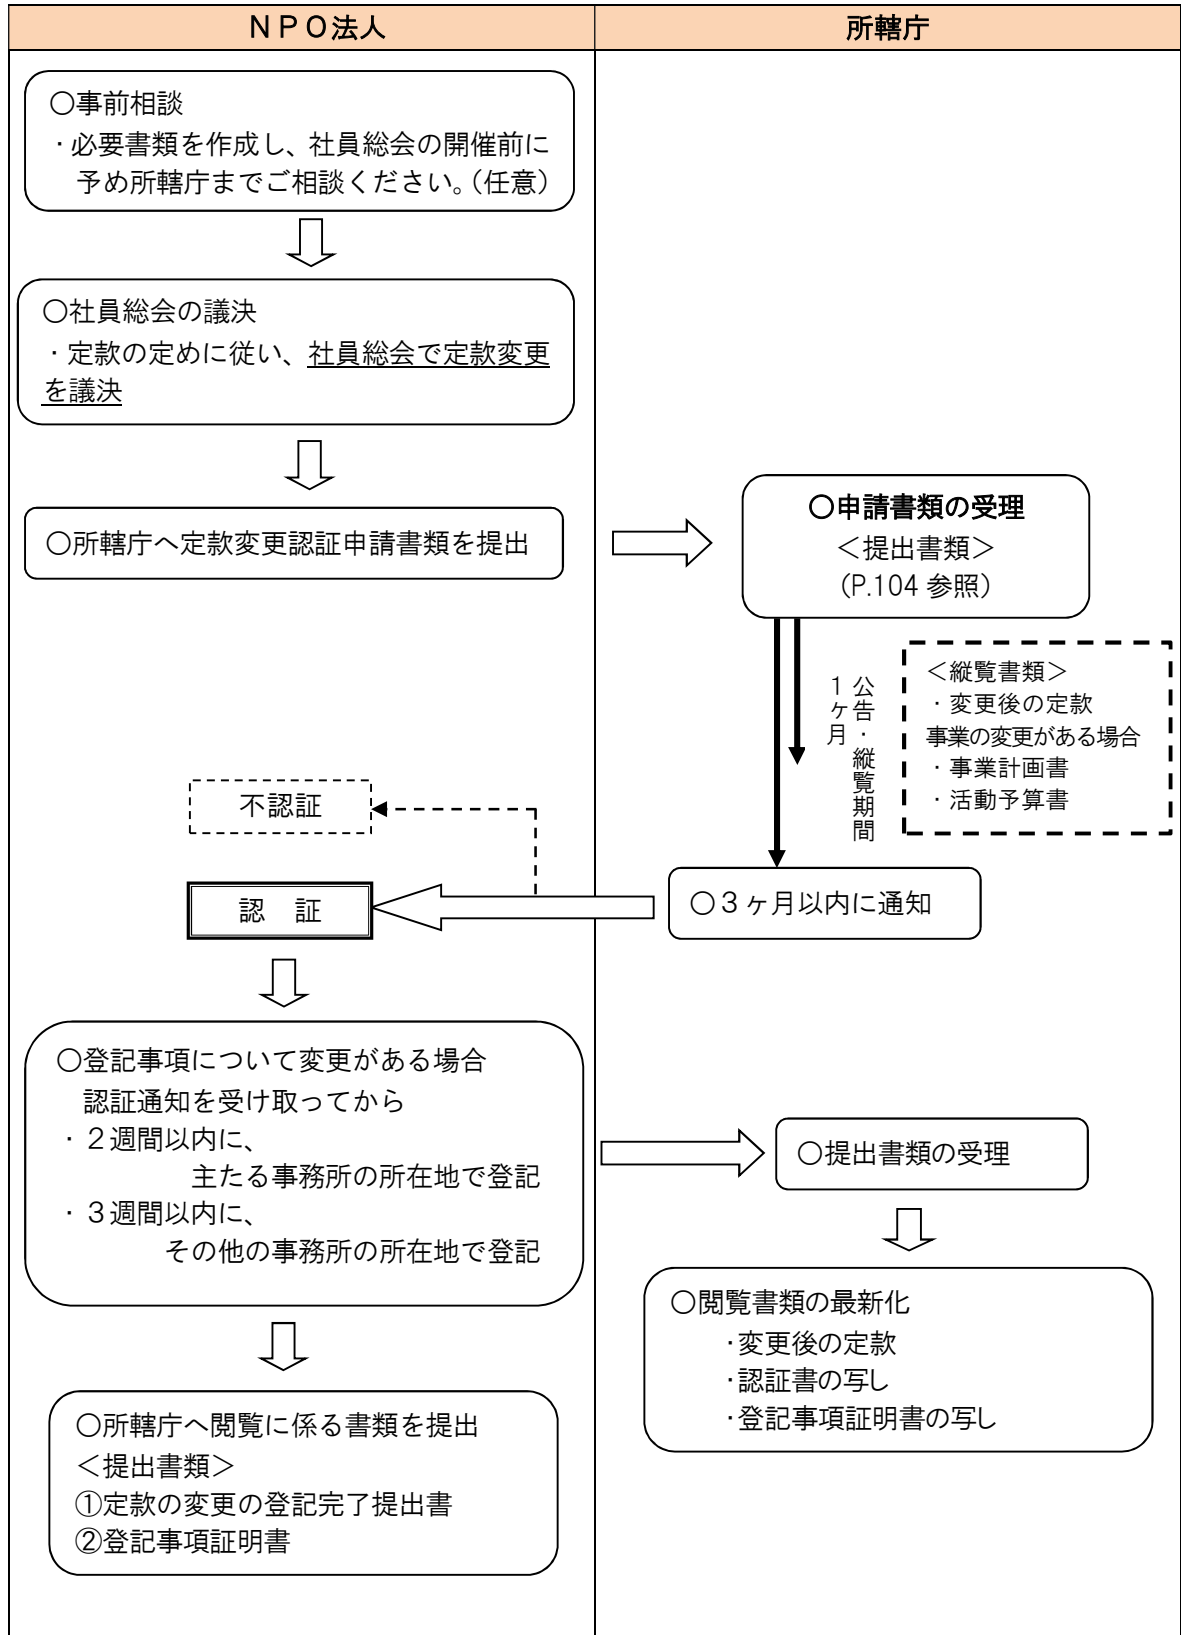 ＮＰＯ法人
所轄庁
○事前相談
・必要書類を作成し、社員総会の開催前に
予め所轄庁までご相談ください。（任意）
○社員総会の議決
・定款の定めに従い、社員総会で定款変更
を議決
○所轄庁へ定款変更認証申請書類を提出
○申請書類の受理
＜提出書類＞
（P.104 参照）
公告・縦覧期間
１ヶ月
＜縦覧書類＞
・変更後の定款
事業の変更がある場合
・事業計画書
・活動予算書
不認証
○３ヶ月以内に通知
認　証
○登記事項について変更がある場合
認証通知を受け取ってから
・２週間以内に、
主たる事務所の所在地で登記
・３週間以内に、
その他の事務所の所在地で登記
○提出書類の受理
○閲覧書類の最新化
・変更後の定款
・認証書の写し
・登記事項証明書の写し
○所轄庁へ閲覧に係る書類を提出
＜提出書類＞
①定款の変更の登記完了提出書
②登記事項証明書